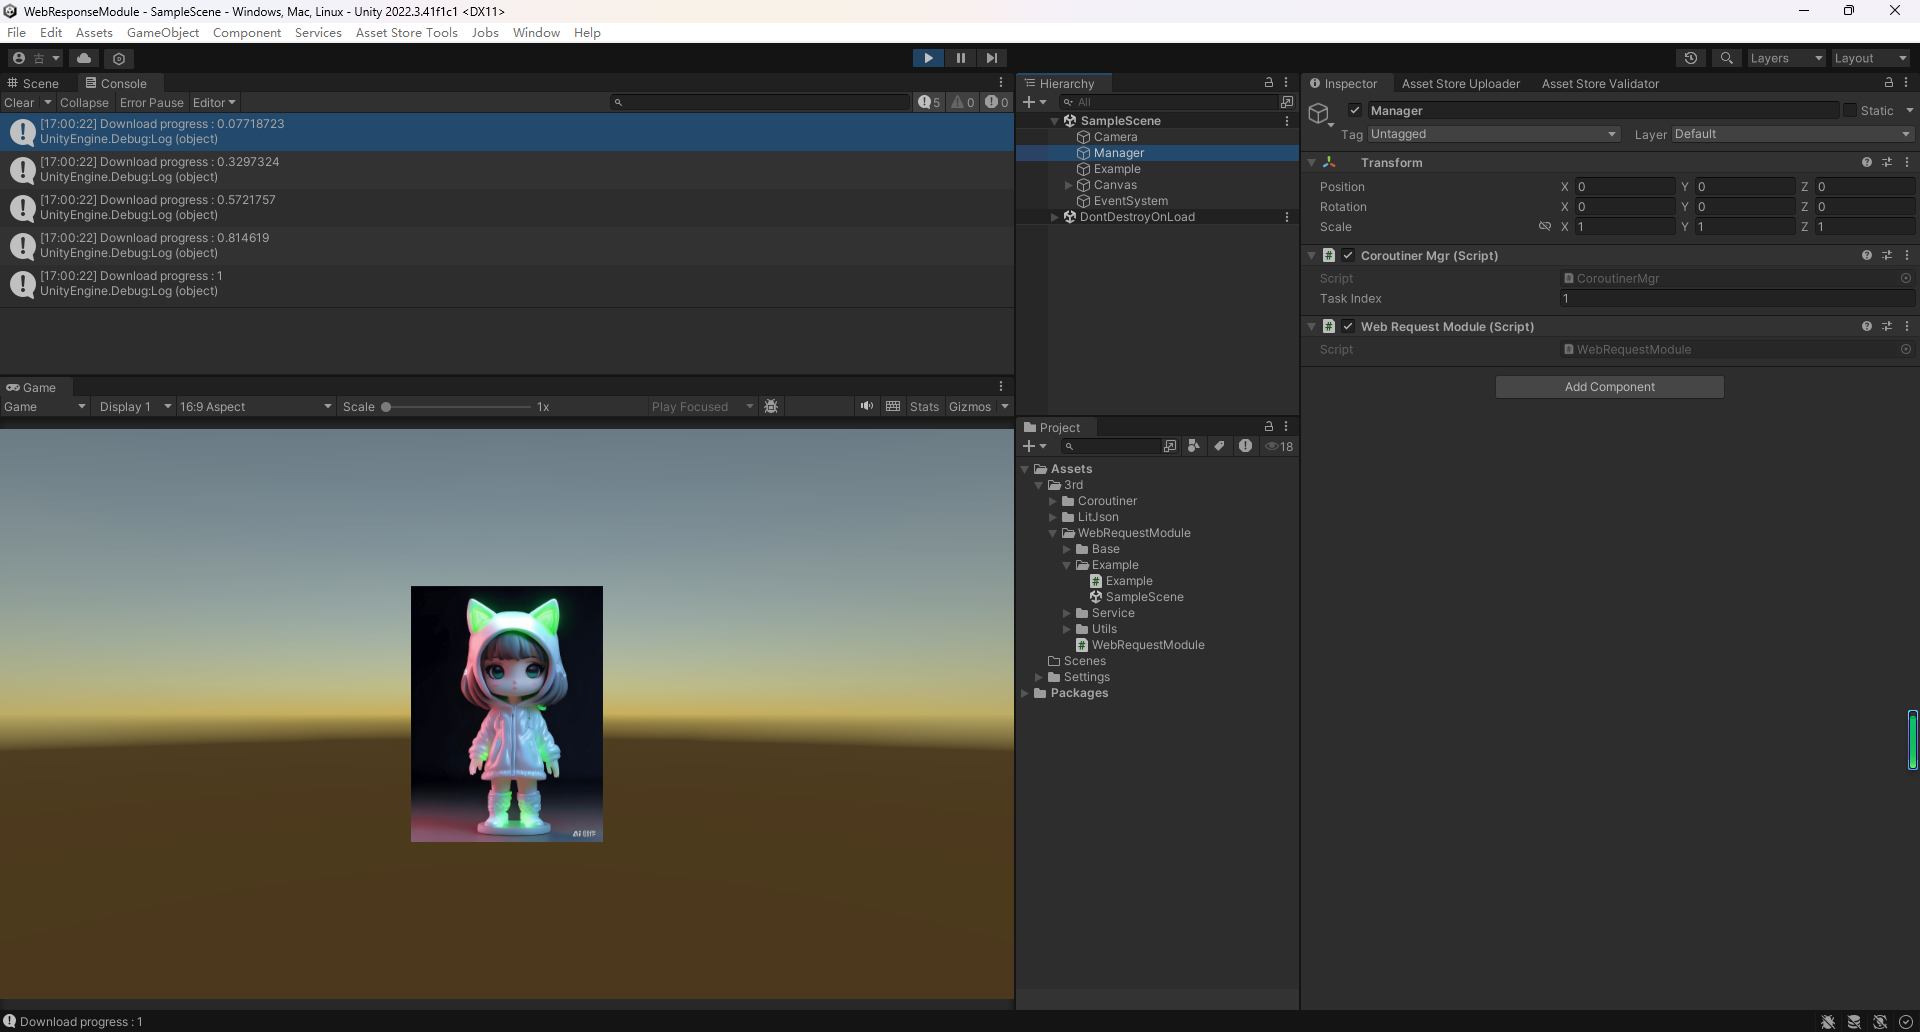 WebResponseModule - SampleScene - Windows, Mac, Linux - Unity 2022.3.41f1c1 <DX11>
File Edit Assets GameObject Component Services Asset Store Tools Jobs Window Help
古
Layers
Layout
Scene
Console
Clear
Collapse
Error Pause
Editor
5
0
0
[17:00:22] Download progress : 0.07718723
UnityEngine.Debug:Log (object)
[17:00:22] Download progress : 0.3297324
UnityEngine.Debug:Log (object)
[17:00:22] Download progress : 0.5721757
UnityEngine.Debug:Log (object)
[17:00:22] Download progress : 0.814619
UnityEngine.Debug:Log (object)
[17:00:22] Download progress : 1
UnityEngine.Debug:Log (object)
Game
Game
Display 1
16:9 Aspect
Scale
1x
Play Focused
Stats
Gizmos
Download progress : 1
Hierarchy
All
SampleScene
Camera
Manager
Example
Canvas
EventSystem
DontDestroyOnLoad
Project
18
Assets
3rd
Coroutiner
LitJson
WebRequestModule
Base
Example
Example
SampleScene
Service
Utils
WebRequestModule
Scenes
Settings
Packages
Inspector
Asset Store Uploader
Asset Store Validator
Manager
Static
Tag Untagged
Layer Default
Transform
Position X 0 Y 0 Z 0
Rotation X 0 Y 0 Z 0
Scale X 1 Y 1 Z 1
Coroutiner Mgr (Script)
Script CoroutinerMgr
Task Index 1
Web Request Module (Script)
Script WebRequestModule
Add Component